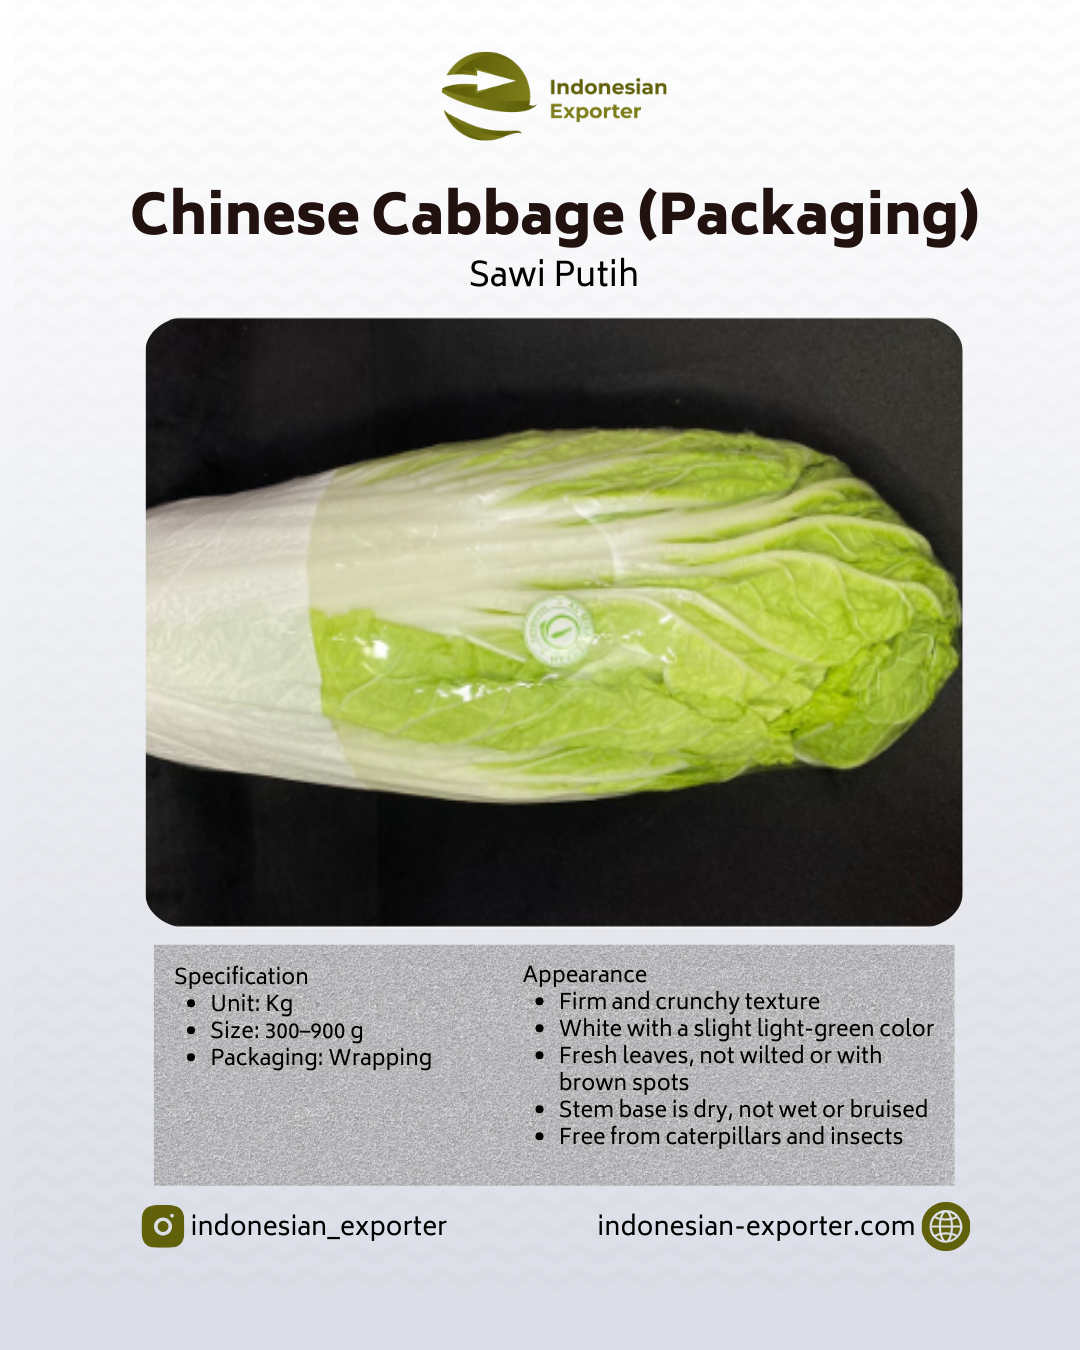 Indonesian
Exporter
Chinese Cabbage (Packaging)
Sawi Putih
Specification
• Unit: Kg
• Size: 300–900 g
• Packaging: Wrapping
Appearance
• Firm and crunchy texture
• White with a slight light-green color
• Fresh leaves, not wilted or with
brown spots
• Stem base is dry, not wet or bruised
• Free from caterpillars and insects
indonesian_exporter
indonesian-exporter.com